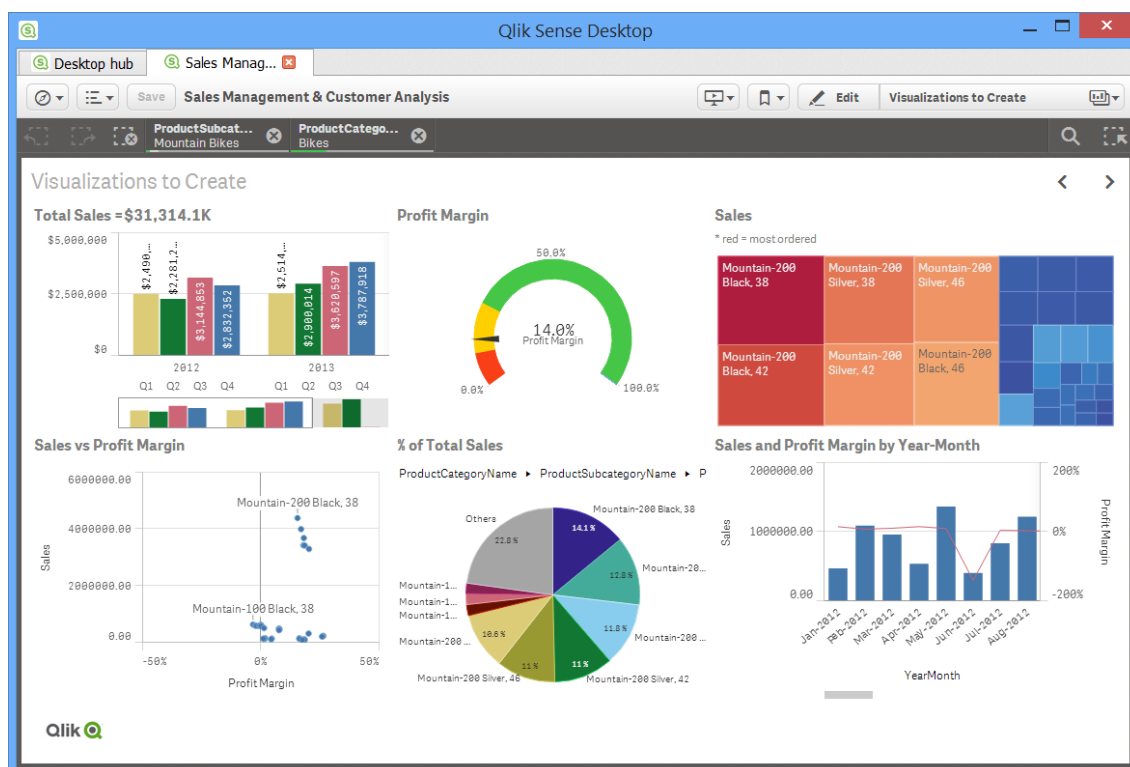 Qlik Sense Desktop
Desktop hub
Sales Manag...
Save
Sales Management & Customer Analysis
Edit
Visualizations to Create
ProductSubcat...
Mountain Bikes
ProductCatego...
Bikes
Visualizations to Create
Total Sales =$31,314.1K
$5,000,000
$2,500,000
$0
$2,490,...
$2,281,2...
$3,144,853
$2,832,352
$2,514,...
$2,900,014
$3,620,597
$3,787,918
2012
2013
Q1 Q2 Q3 Q4
Q1 Q2 Q3 Q4
Profit Margin
50.0%
14.0%
Profit Margin
0.0%
100.0%
Sales
* red = most ordered
Mountain-200 Black, 38
Mountain-200 Silver, 38
Mountain-200 Silver, 46
Mountain-200 Black, 42
Mountain-200 Silver, 42
Mountain-200 Black, 46
Sales vs Profit Margin
6000000.00
4000000.00
2000000.00
0.00
Sales
Mountain-200 Black, 38
Mountain-100 Black, 38
-50%
0%
50%
Profit Margin
% of Total Sales
ProductCategoryName ▸ ProductSubcategoryName ▸ P
Others
22.8%
Mountain-200 Black, 38
14.1%
Mountain-20...
12.8%
Mountain-200 ...
11.8%
Mountain-200 Silver, 42
11%
Mountain-200 Silver, 46
11%
Mountain-200 ...
10.6%
Mountain-1...
Mountain-1...
Mountain-1...
Sales and Profit Margin by Year-Month
2000000.00
1000000.00
0.00
Sales
200%
0%
-200%
Profit Margin
Jan-2012
Feb-2012
Mar-2012
Apr-2012
May-2012
Jun-2012
Jul-2012
Aug-2012
YearMonth
Qlik